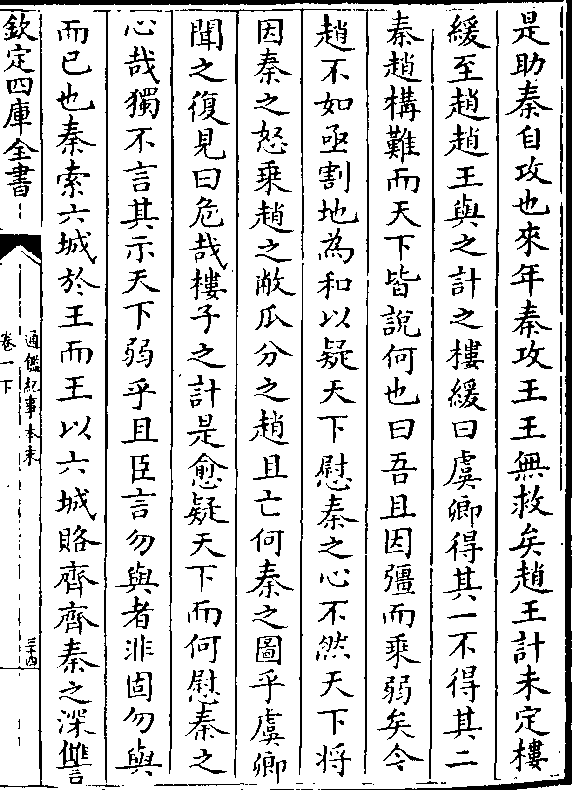 是助秦自攻也來年秦攻王王無救矣趙王計未定樓
緩至趙趙王與之計之樓緩曰虞卿得其一不得其二
秦趙構難而天下皆說何也曰吾且因彊而乘弱矣今
趙不如亟割地為和以疑天下慰秦之心不然天下将
因秦之怒乘趙之敝瓜分之趙且亡何秦之圖乎虞卿
聞之復見曰危哉樓子之計是愈疑天下而何慰秦之
心哉獨不言其示天下弱乎且臣言勿與者非固勿與
而已也秦索六城於王而王以六城賂齊齊秦之深讐
欽定四庫全書
通鑑紀事本末
卷一下
三十四